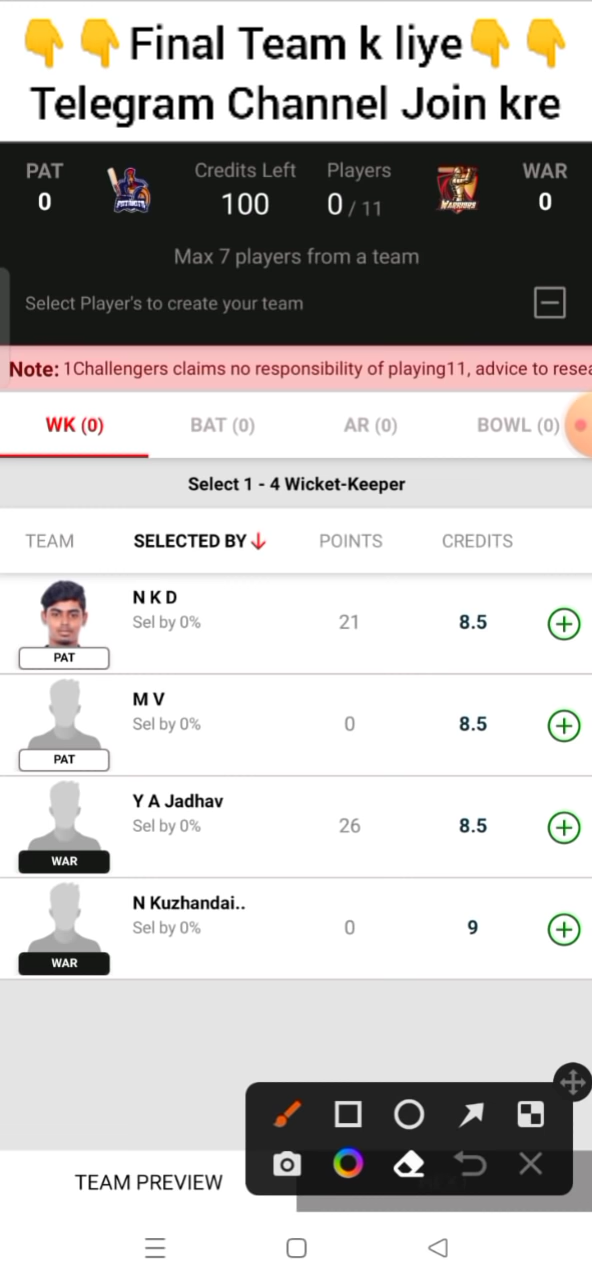 👇👇Final Team k liye👇👇
Telegram Channel Join kre
PAT Credits Left Players WAR
0 100 0 / 11 0
Max 7 players from a team
Select Player's to create your team
Note: 1Challengers claims no responsibility of playing11, advice to resea
WK (0) BAT (0) AR (0) BOWL (0)
Select 1 - 4 Wicket-Keeper
TEAM SELECTED BY↓ POINTS CREDITS
N K D
Sel by 0% 21 8.5
PAT
M V
Sel by 0% 0 8.5
PAT
Y A Jadhav
Sel by 0% 26 8.5
WAR
N Kuzhandai..
Sel by 0% 0 9
WAR
TEAM PREVIEW